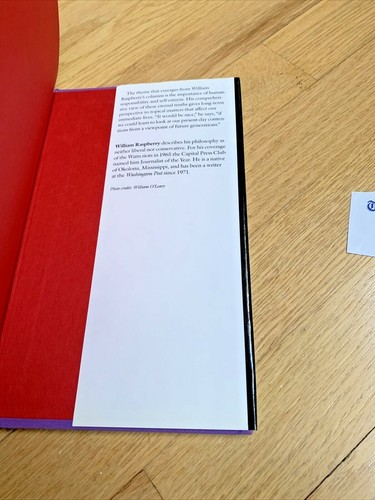 The theme that emerges from William
Raspberry's columns is the importance of human
responsibility and self-esteem. His comprehen-
sive view of these eternal truths gives long-term
perspective to topical matters that affect our
immediate lives. "It would be nice," he says, "if
we could learn to look at our present-day connec-
tions from a viewpoint of future generations."
William Raspberry describes his philosophy as
neither liberal nor conservative. For his coverage
of the Watts riots in 1965 the Capital Press Club
named him Journalist of the Year. He is a native
of Okolona, Mississippi, and has been a writer
at the Washington Post since 1971.
Photo credit: William O'Leary